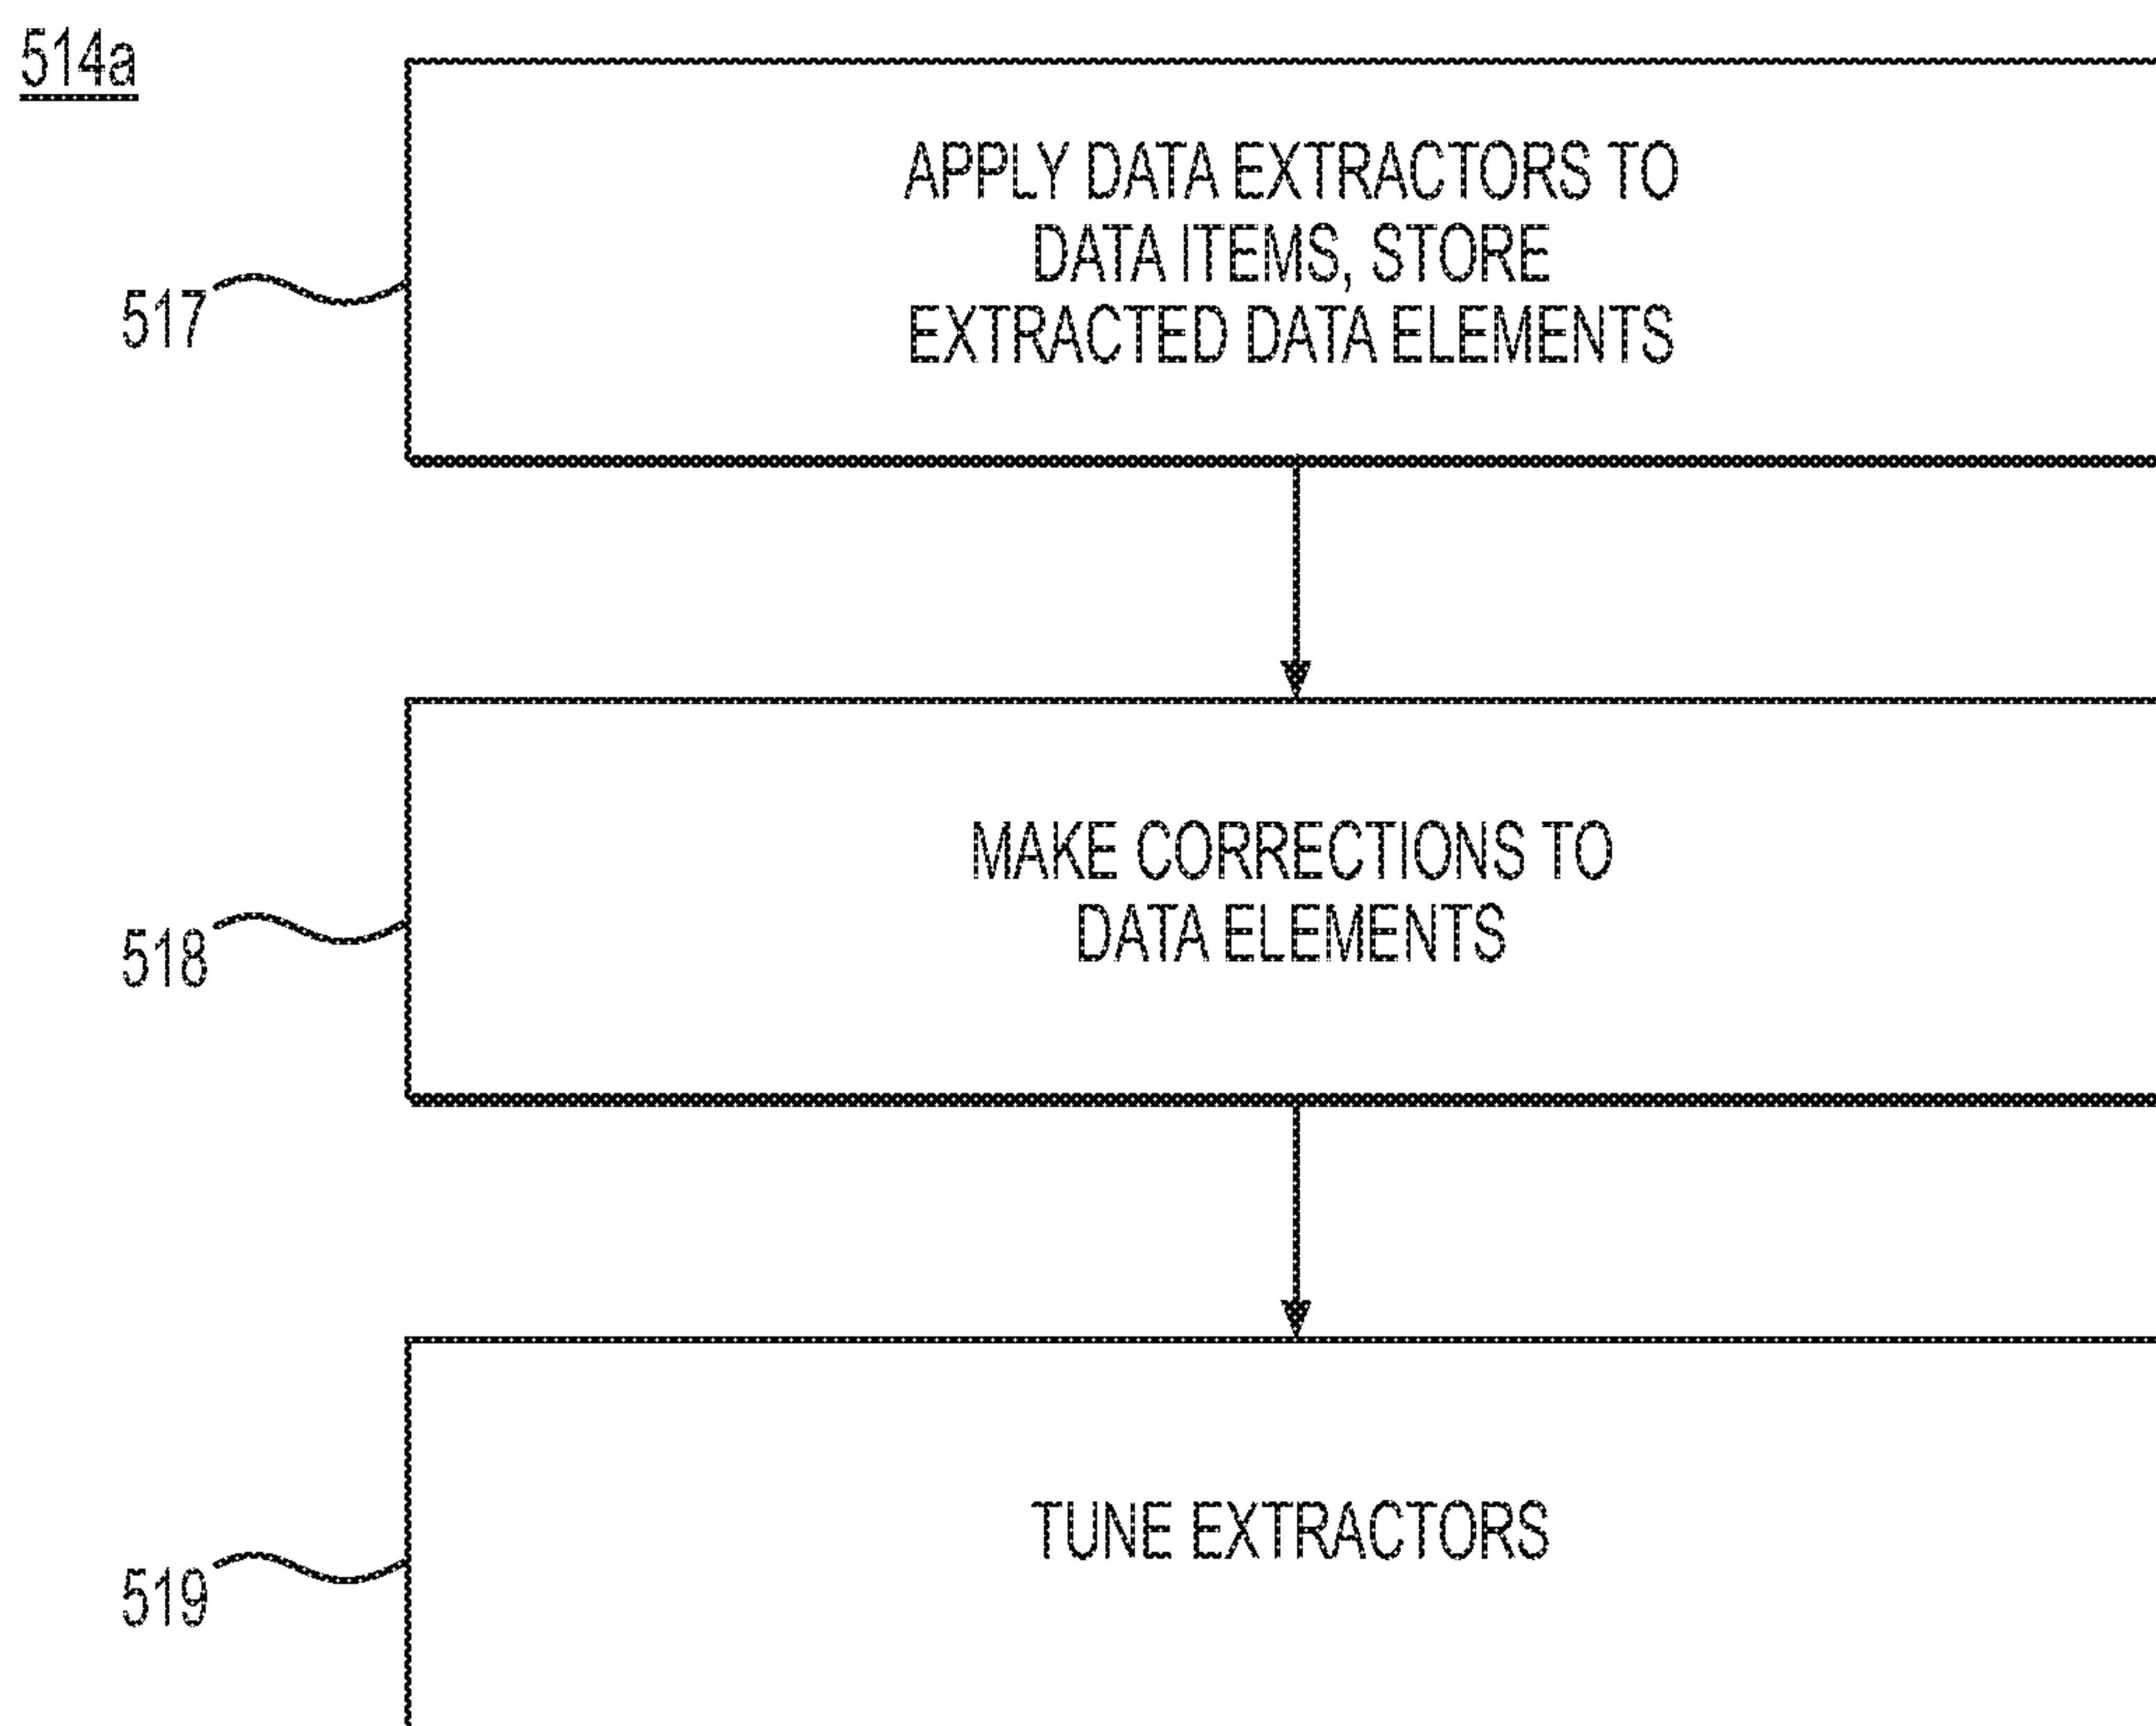 514a
APPLY DATA EXTRACTORS TO
DATA ITEMS, STORE
EXTRACTED DATA ELEMENTS
517
MAKE CORRECTIONS TO
DATA ELEMENTS
518
TUNE EXTRACTORS
519